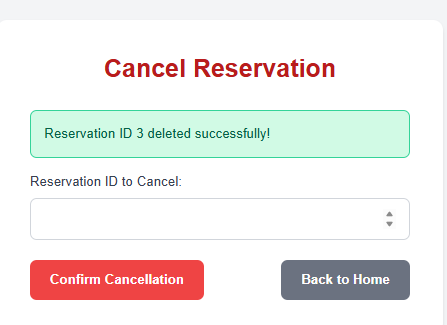 Cancel Reservation
Reservation ID 3 deleted successfully!
Reservation ID to Cancel:
Confirm Cancellation
Back to Home